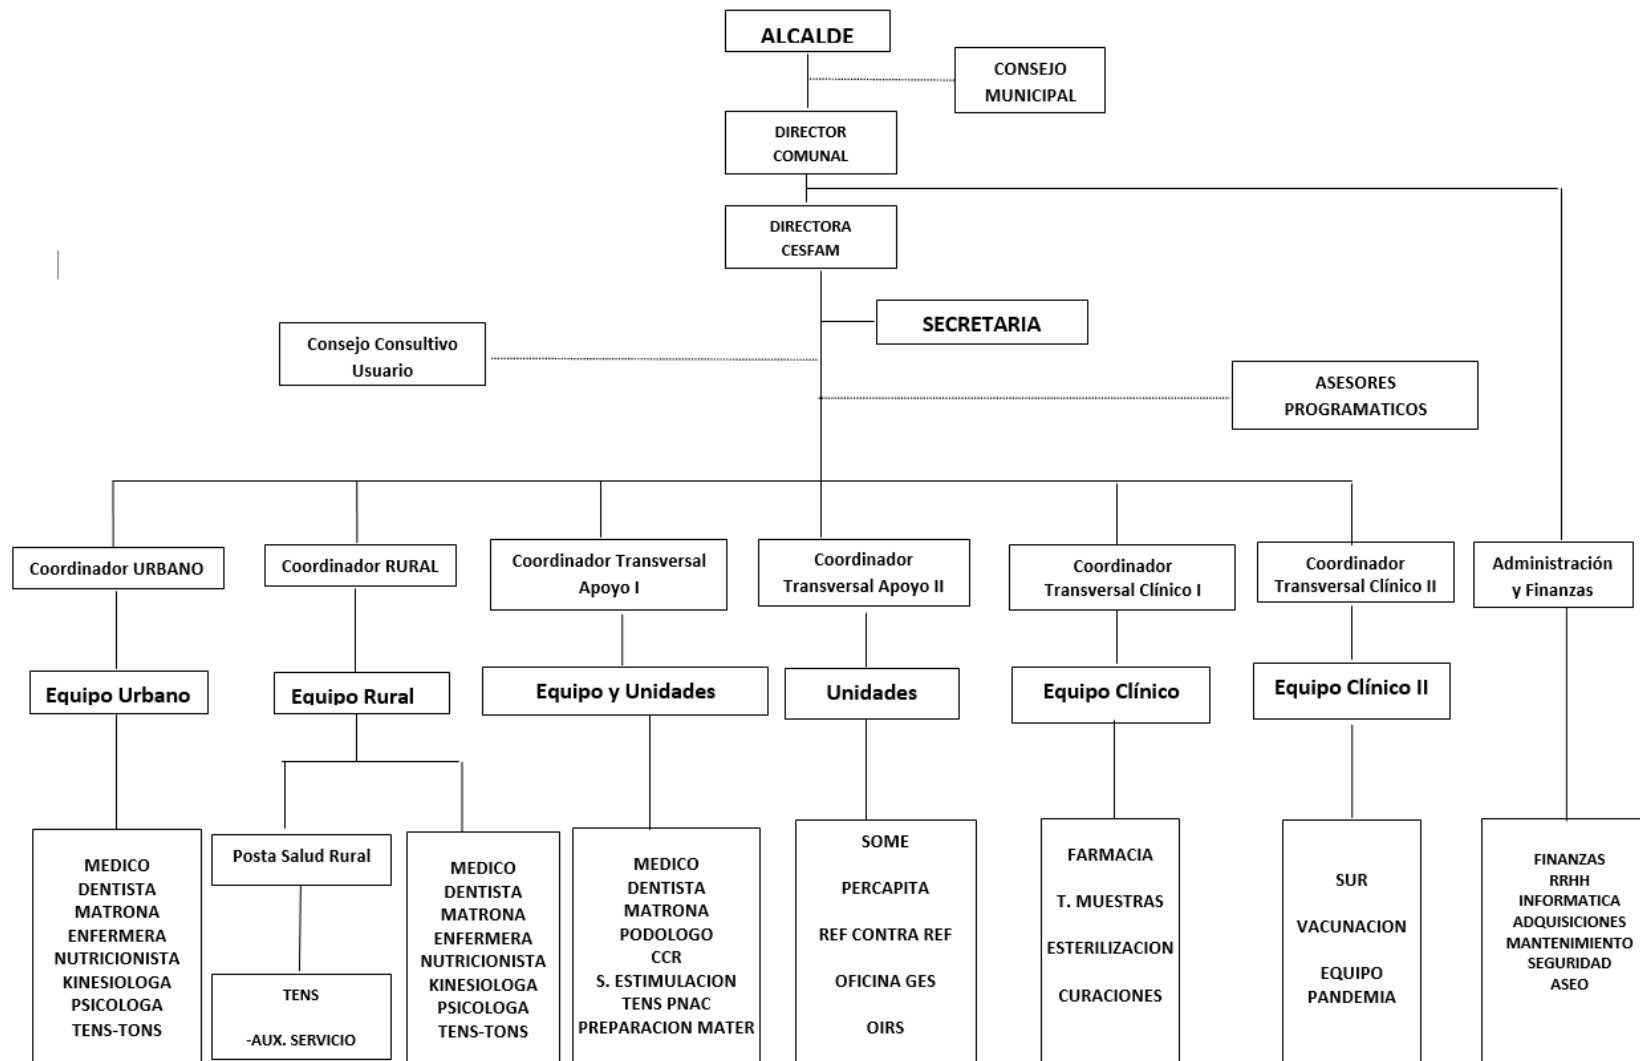 ALCALDE
CONSEJO
MUNICIPAL
DIRECTOR
COMUNAL
DIRECTORA
CESFAM
SECRETARIA
Consejo Consultivo
Usuario
ASESORES
PROGRAMATICOS
Coordinador URBANO
Coordinador RURAL
Coordinador Transversal
Apoyo I
Coordinador
Transversal Apoyo II
Coordinador
Transversal Clínico I
Coordinador
Transversal Clínico II
Administración
y Finanzas
Equipo Urbano
Equipo Rural
Equipo y Unidades
Unidades
Equipo Clínico
Equipo Clínico II
MEDICO
DENTISTA
MATRONA
ENFERMERA
NUTRICIONISTA
KINESIOLOGA
PSICOLOGA
TENS-TONS
Posta Salud Rural
TENS
-AUX. SERVICIO
MEDICO
DENTISTA
MATRONA
ENFERMERA
NUTRICIONISTA
KINESIOLOGA
PSICOLOGA
TENS-TONS
MEDICO
DENTISTA
MATRONA
PODOLOGO
CCR
S. ESTIMULACION
TENS PNAC
PREPARACION MATER
SOME
PERCAPITA
REF CONTRA REF
OFICINA GES
OIRS
FARMACIA
T. MUESTRAS
ESTERILIZACION
CURACIONES
SUR
VACUNACION
EQUIPO
PANDEMIA
FINANZAS
RRHH
INFORMATICA
ADQUISICIONES
MANTENIMIENTO
SEGURIDAD
ASEO